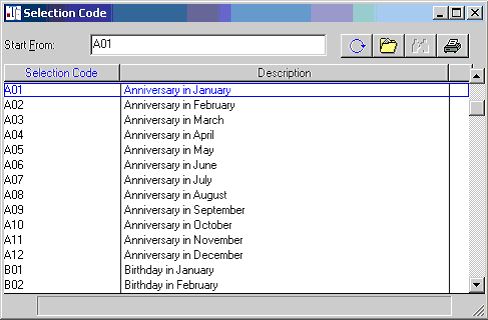 Selection Code
Start From: A01
Selection Code Description
A01 Anniversary in January
A02 Anniversary in February
A03 Anniversary in March
A04 Anniversary in April
A05 Anniversary in May
A06 Anniversary in June
A07 Anniversary in July
A08 Anniversary in August
A09 Anniversary in September
A10 Anniversary in October
A11 Anniversary in November
A12 Anniversary in December
B01 Birthday in January
B02 Birthday in February